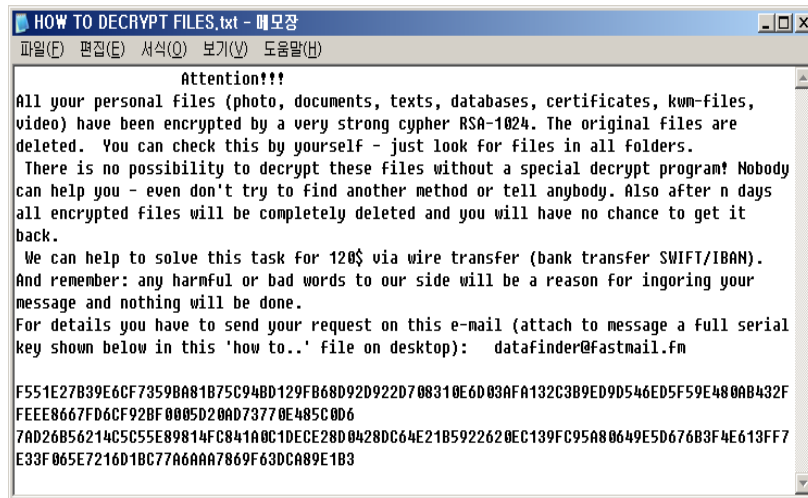 HOW TO DECRYPT FILES.txt - 메모장
파일(F) 편집(E) 서식(O) 보기(V) 도움말(H)
Attention!!!
All your personal files (photo, documents, texts, databases, certificates, kwm-files,
video) have been encrypted by a very strong cypher RSA-1024. The original files are
deleted. You can check this by yourself - just look for files in all folders.
There is no possibility to decrypt these files without a special decrypt program! Nobody
can help you - even don't try to find another method or tell anybody. Also after n days
all encrypted files will be completely deleted and you will have no chance to get it
back.
We can help to solve this task for 120$ via wire transfer (bank transfer SWIFT/IBAN).
And remember: any harmful or bad words to our side will be a reason for ingoring your
message and nothing will be done.
For details you have to send your request on this e-mail (attach to message a full serial
key shown below in this 'how to..' file on desktop): datafinder@fastmail.fm
F551E27B39E6CF7359BA81B75C94BD129FB68D92D922D708310E6D03AFA132C3B9ED9D546ED5F59E480AB432F
FEEE8667FD6CF92BF0005D20AD73770E485C0D6
7AD26B56214C5C55E89814FC841A0C1DECE28D0428DC64E21B5922620EC139FC95A80649E5D676B3F4E613FF7
E33F065E7216D1BC77A6AAA7869F63DCA89E1B3